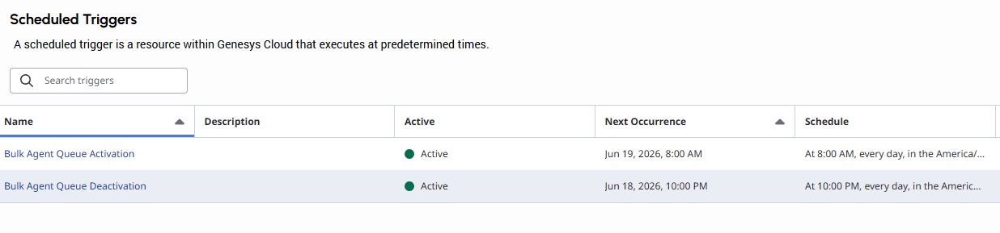 Scheduled Triggers
A scheduled trigger is a resource within Genesys Cloud that executes at predetermined times.
Search triggers
Name Description Active Next Occurrence Schedule
Bulk Agent Queue Activation Active Jun 19, 2026, 8:00 AM At 8:00 AM, every day, in the America/...
Bulk Agent Queue Deactivation Active Jun 18, 2026, 10:00 PM At 10:00 PM, every day, in the Americ...